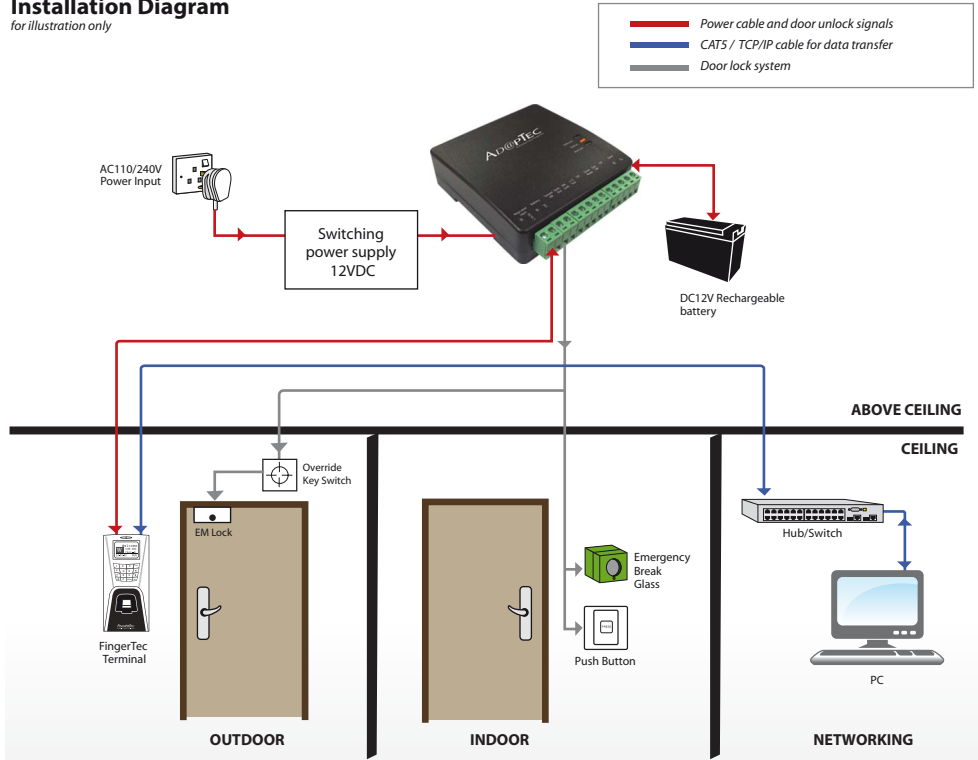 Installation Diagram
for illustration only
Power cable and door unlock signals
CAT5 / TCP/IP cable for data transfer
Door lock system
AC110/240V
Power Input
AD@PTEC
Switching
power supply
12VDC
DC12V Rechargeable
battery
ABOVE CEILING
CEILING
Override
Key Switch
EM Lock
Hub/Switch
Emergency
Break
Glass
FingerTec
Terminal
Push Button
PC
OUTDOOR
INDOOR
NETWORKING